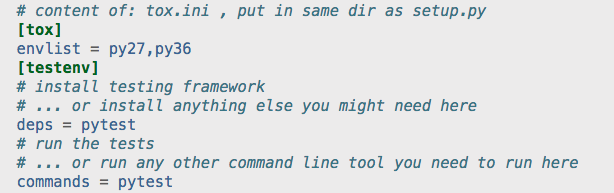 # content of: tox.ini , put in same dir as setup.py
[tox]
envlist = py27,py36
[testenv]
# install testing framework
# ... or install anything else you might need here
deps = pytest
# run the tests
# ... or run any other command line tool you need to run here
commands = pytest